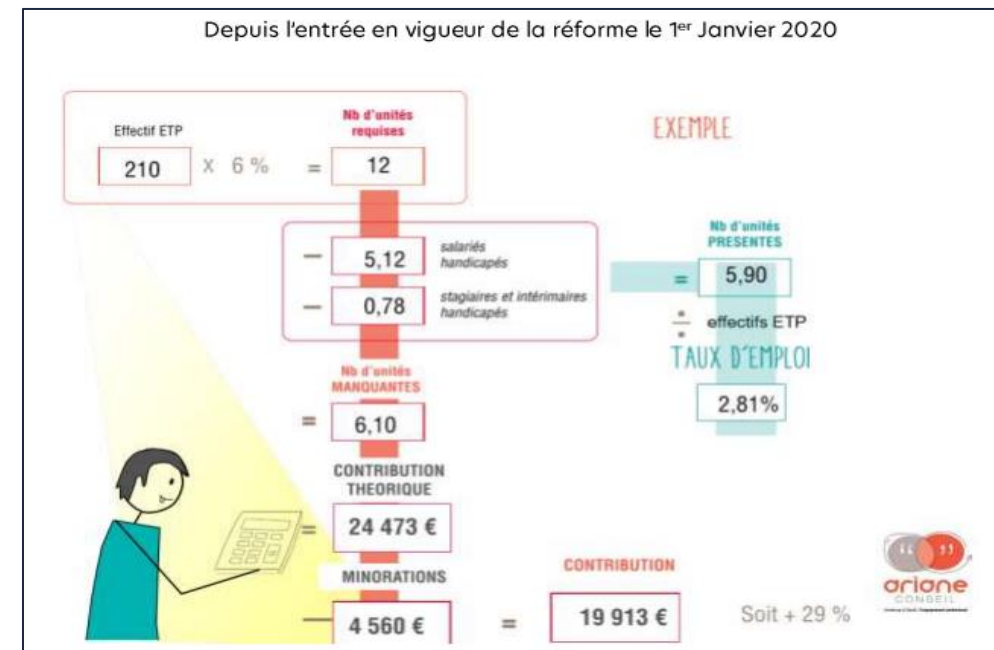 Depuis l'entrée en vigueur de la réforme le 1er Janvier 2020
Effectif ETP
Nb d'unités
requises
EXEMPLE
210 X 6 % = 12
Nb d'unités
PRESENTES
− 5,12 salariés
handicapés
= 5,90
− 0,78 stagiaires et intérimaires
handicapés
÷ effectifs ETP
TAUX D'EMPLOI
Nb d'unités
MANQUANTES
2,81%
= 6,10
CONTRIBUTION
THEORIQUE
= 24 473 €
MINORATIONS
CONTRIBUTION
− 4 560 € = 19 913 € Soit + 29 %
ariane
CONSEIL